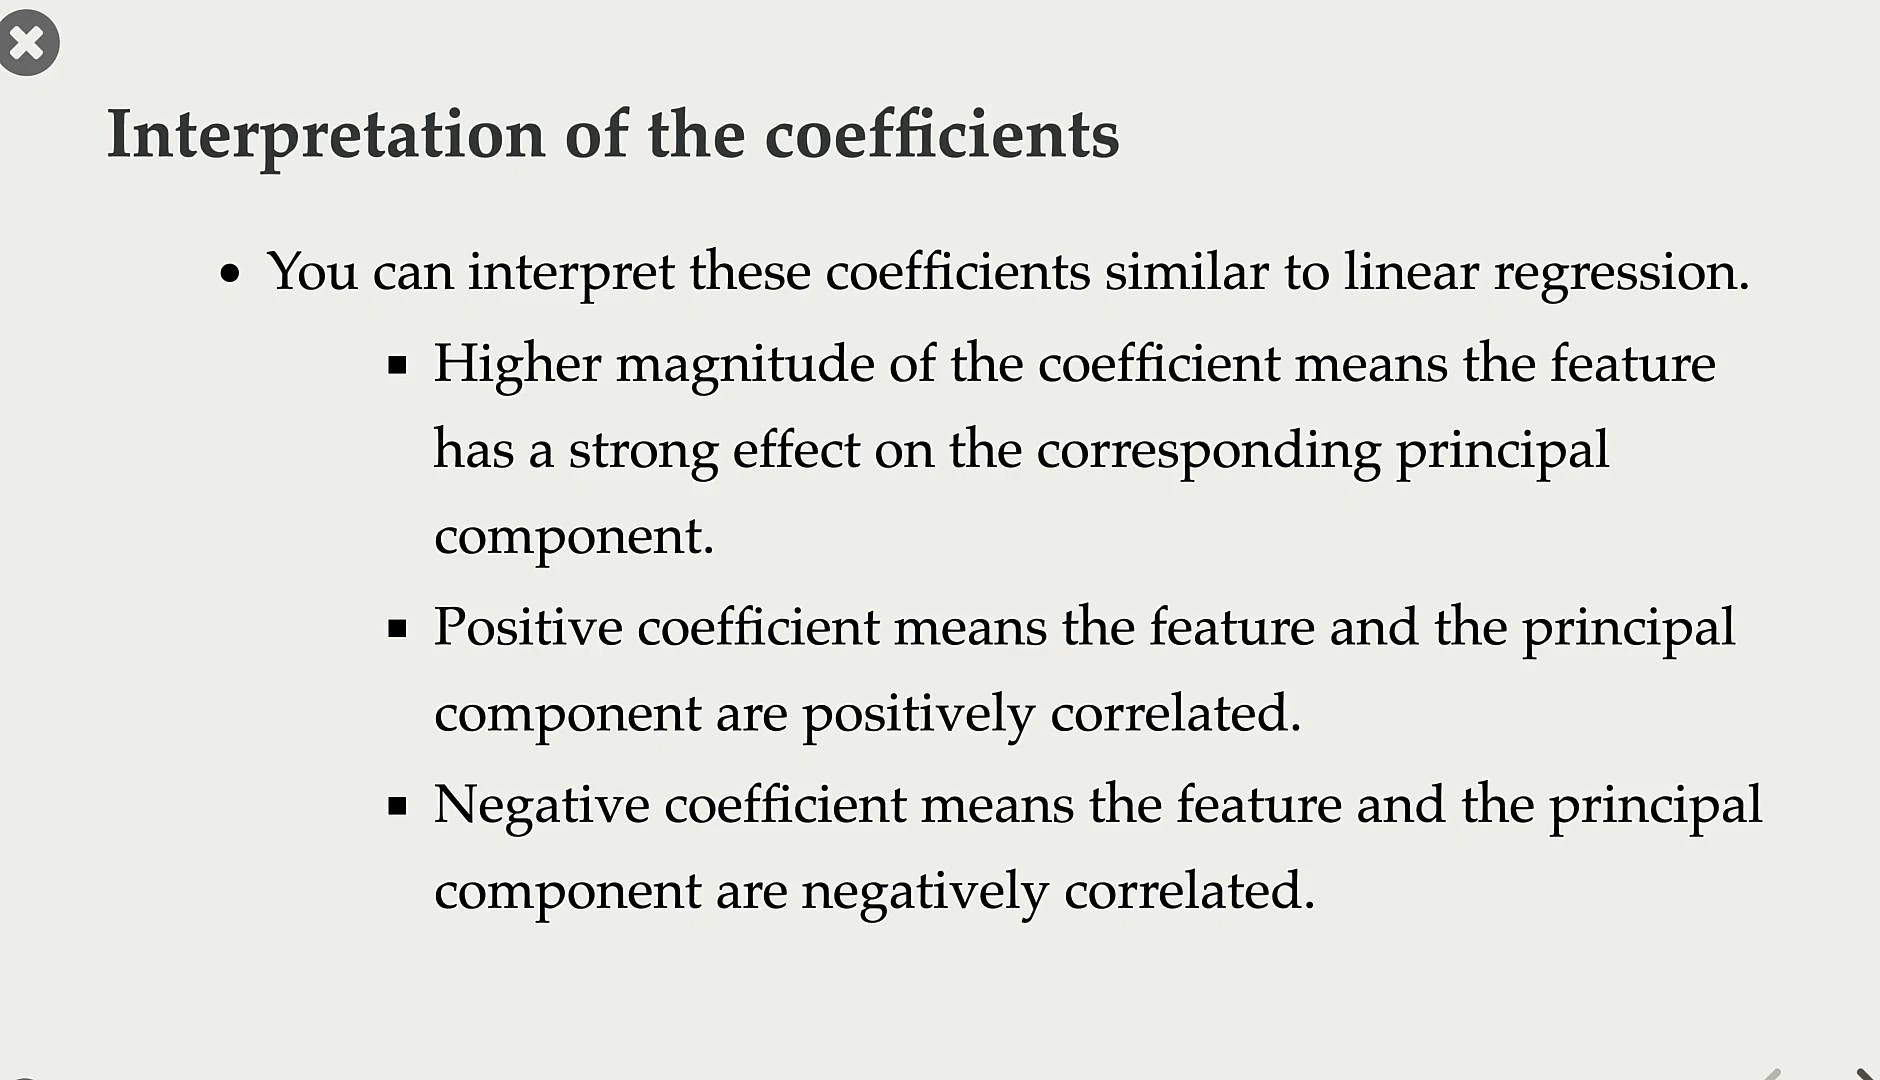 Interpretation of the coefficients
• You can interpret these coefficients similar to linear regression.
▪ Higher magnitude of the coefficient means the feature
has a strong effect on the corresponding principal
component.
▪ Positive coefficient means the feature and the principal
component are positively correlated.
▪ Negative coefficient means the feature and the principal
component are negatively correlated.